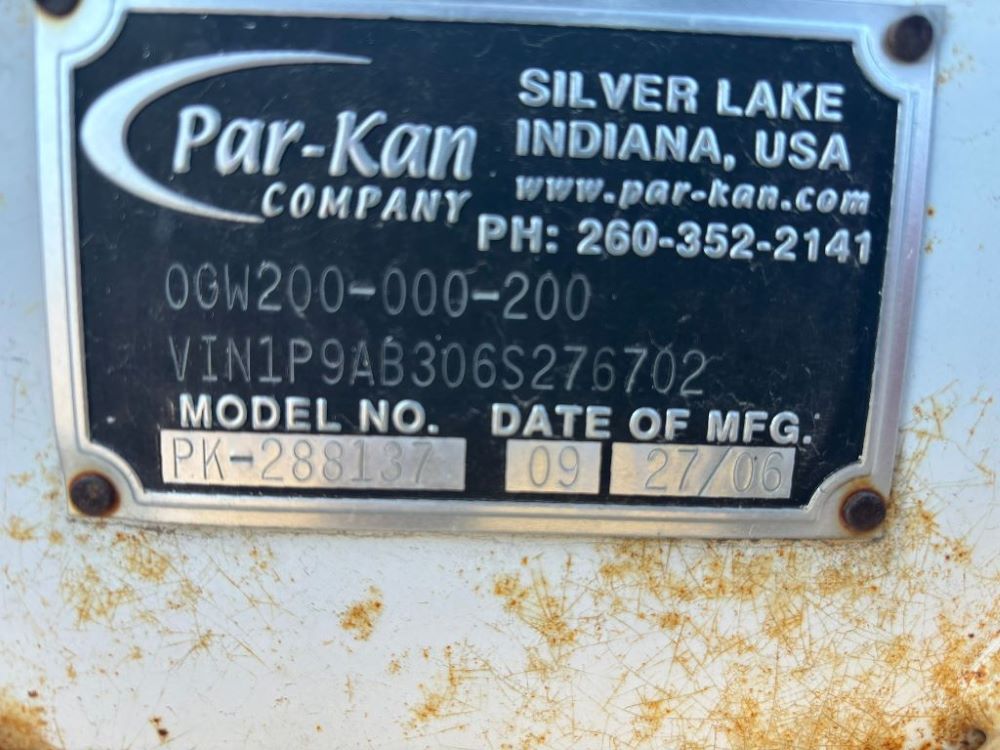 Par-Kan
COMPANY
SILVER LAKE
INDIANA, USA
www.par-kan.com
PH: 260-352-2141
OGW200-000-200
VIN1P9AB306S276702
MODEL NO. DATE OF MFG.
PK-288137 09 27/06